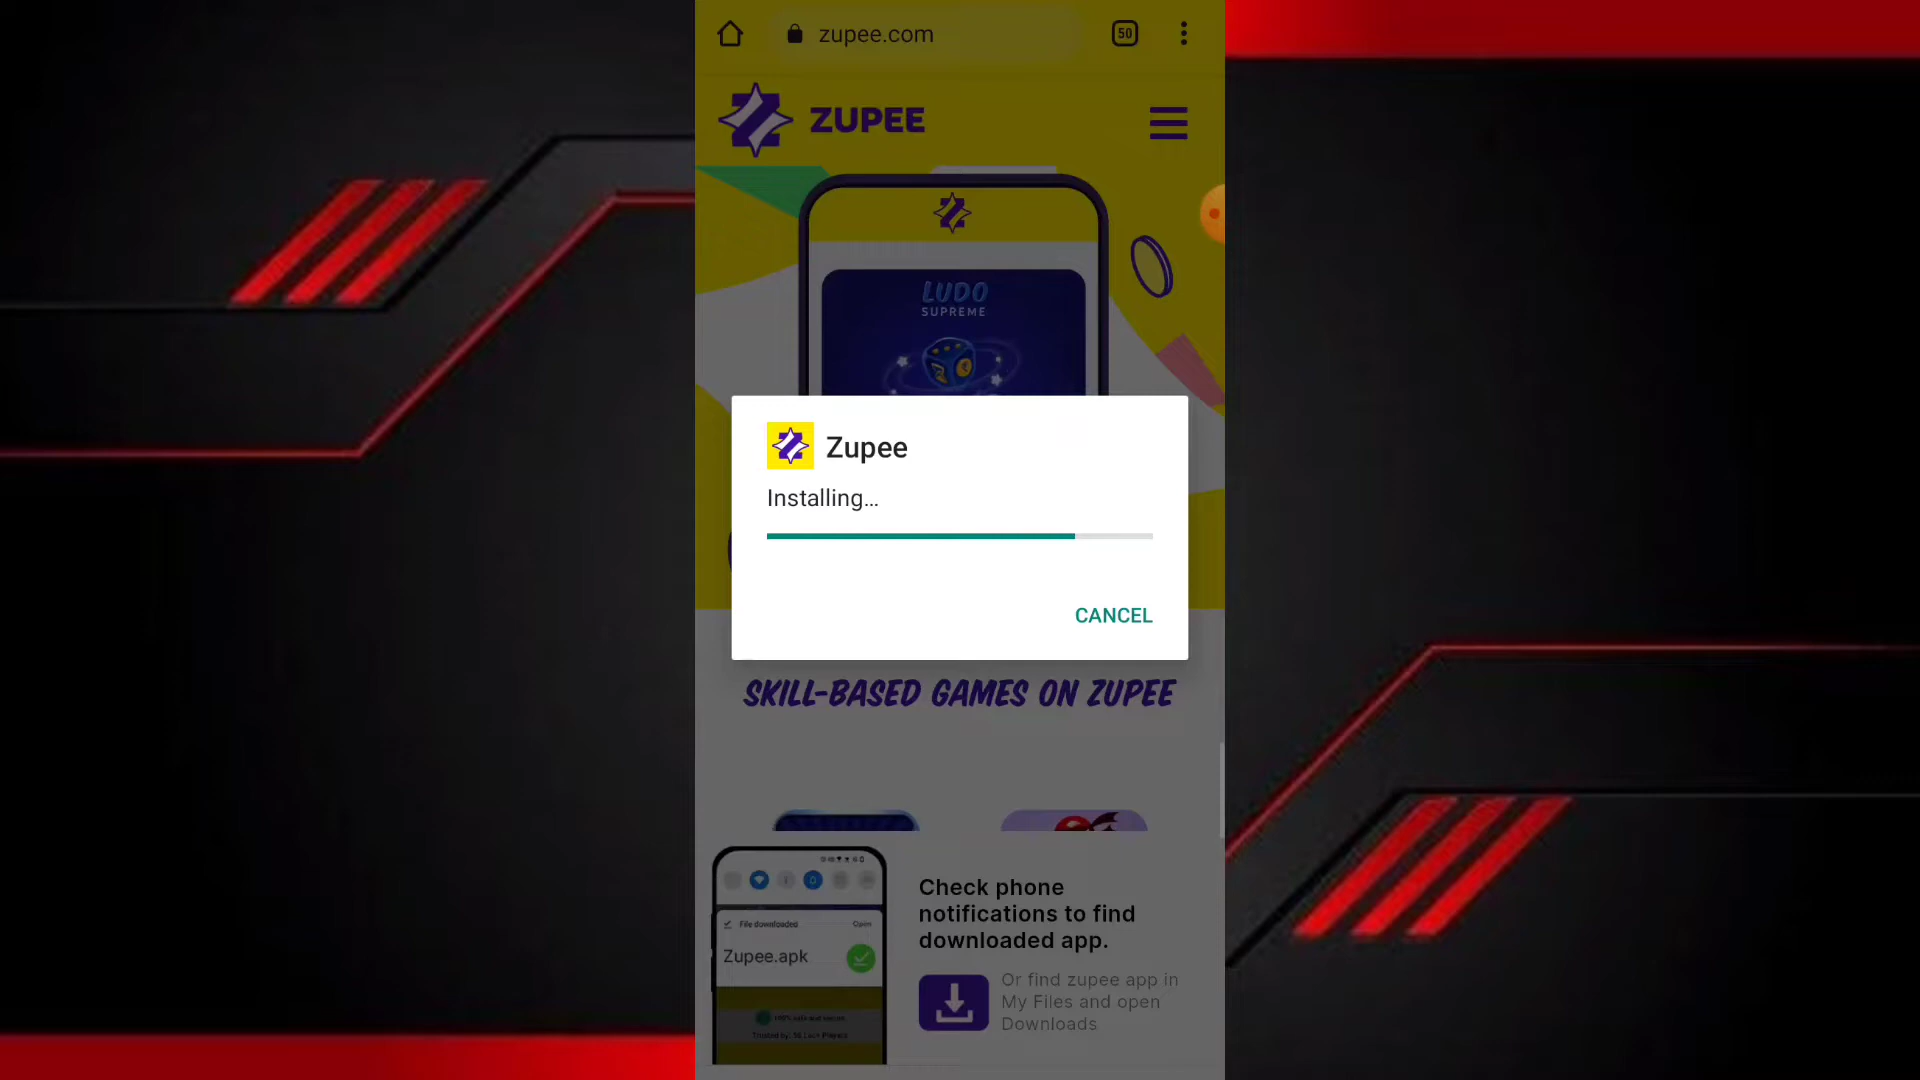 zupee.com
50
ZUPEE
LUDO
SUPREME
Zupee
Installing...
CANCEL
SKILL-BASED GAMES ON ZUPEE
Check phone
notifications to find
downloaded app.
File downloaded
Zupee.apk
Or find zupee app in
My Files and open
Downloads